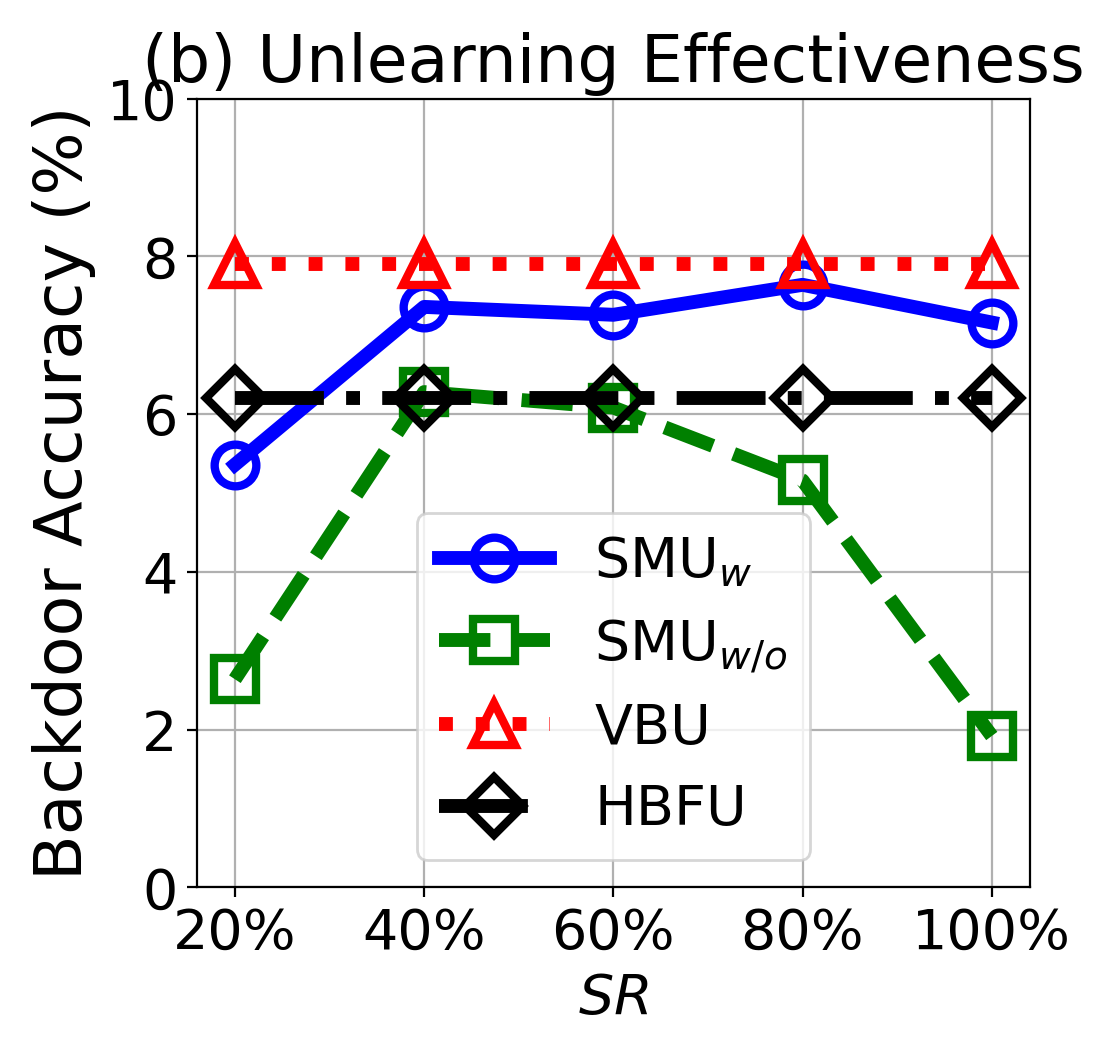 (b) Unlearning Effectiveness
Backdoor Accuracy (%)
10
8
6
4
2
0
SMU_w
SMU_{w/o}
VBU
HBFU
20% 40% 60% 80% 100%
SR